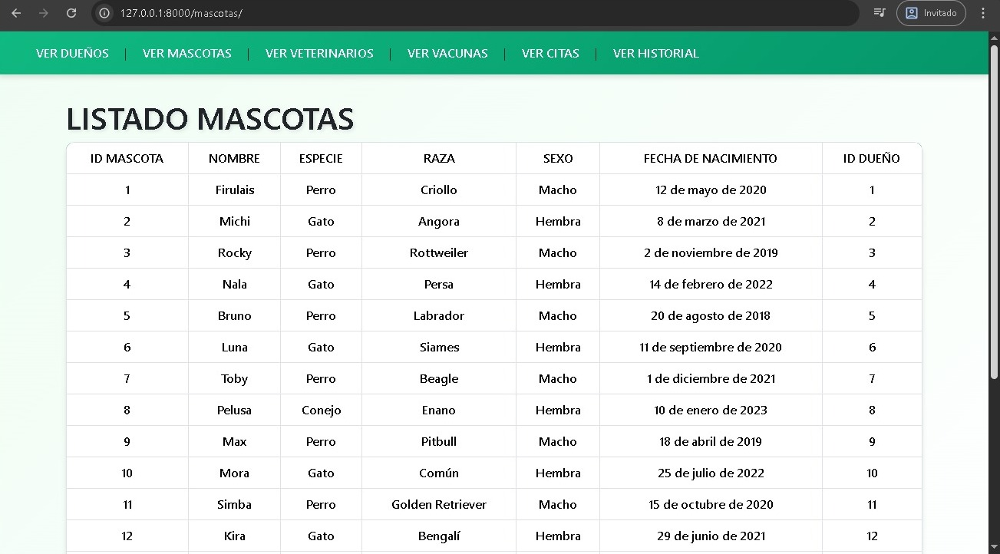 127.0.0.1:8000/mascotas/ Invitado
VER DUEÑOS | VER MASCOTAS | VER VETERINARIOS | VER VACUNAS | VER CITAS | VER HISTORIAL
LISTADO MASCOTAS
ID MASCOTA NOMBRE ESPECIE RAZA SEXO FECHA DE NACIMIENTO ID DUEÑO
1 Firulais Perro Criollo Macho 12 de mayo de 2020 1
2 Michi Gato Angora Hembra 8 de marzo de 2021 2
3 Rocky Perro Rottweiler Macho 2 de noviembre de 2019 3
4 Nala Gato Persa Hembra 14 de febrero de 2022 4
5 Bruno Perro Labrador Macho 20 de agosto de 2018 5
6 Luna Gato Siames Hembra 11 de septiembre de 2020 6
7 Toby Perro Beagle Macho 1 de diciembre de 2021 7
8 Pelusa Conejo Enano Hembra 10 de enero de 2023 8
9 Max Perro Pitbull Macho 18 de abril de 2019 9
10 Mora Gato Común Hembra 25 de julio de 2022 10
11 Simba Perro Golden Retriever Macho 15 de octubre de 2020 11
12 Kira Gato Bengalí Hembra 29 de junio de 2021 12